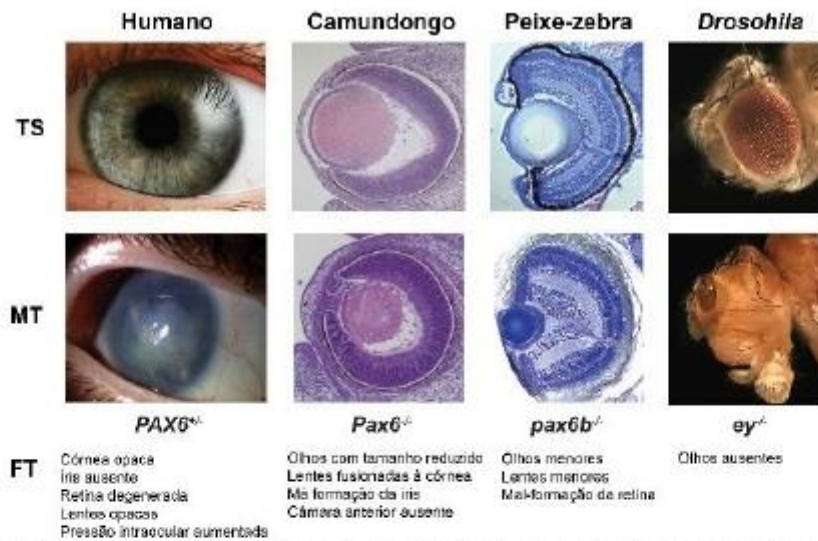 Humano Camundongo Peixe-zebra Drosohila
TS
MT
PAX6+/- Pax6-/- pax6b-/- ey-/-
FT
Córnea opaca
Íris ausente
Retina degenerada
Lentes opacas
Pressão intraocular aumentada
Olhos com tamanho reduzido
Lentes fusionadas à córnea
Má formação da iris
Câmara anterior ausente
Olhos menores
Lentes menores
Mal-formação da retina
Olhos ausentes